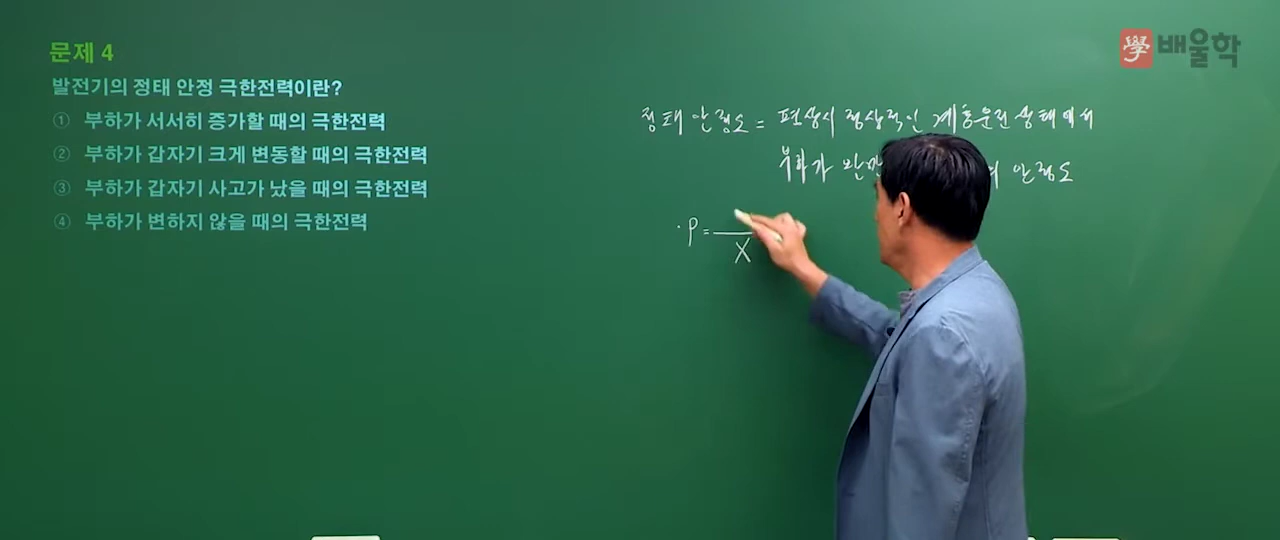 學 배울학
문제 4
발전기의 정태 안정 극한전력이란?
① 부하가 서서히 증가할 때의 극한전력
② 부하가 갑자기 크게 변동할 때의 극한전력
③ 부하가 갑자기 사고가 났을 때의 극한전력
④ 부하가 변하지 않을 때의 극한전력
정태 안정도 = 평상시 정상적인 계통운전 상태에서
부하가 안정도
· P = X